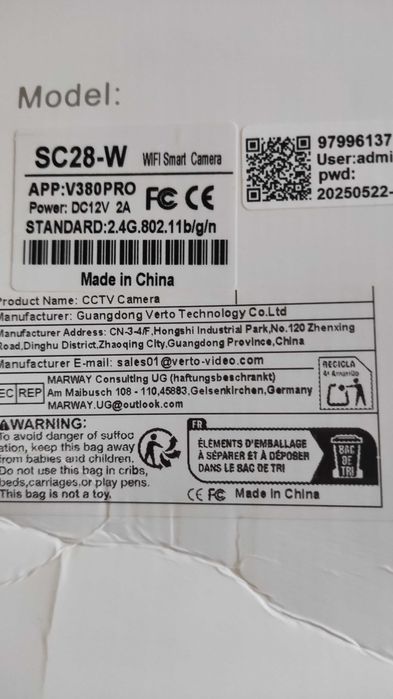 Model:
SC28-W WIFI Smart Camera
APP:V380PRO FC CE
Power: DC12V 2A
STANDARD:2.4G.802.11b/g/n
Made in China
97996137
User:admi
pwd:
20250522-
Product Name: CCTV Camera
Manufacturer: Guangdong Verto Technology Co.Ltd
Manufacturer Address: CN-3-4/F.Hongshi Industrial Park,No.120 Zhenxing
Road,Dinghu District,Zhaoqing City,Guangdong Province,China
Manufacturer E-mail: sales01@verto-video.com
EC REP
MARWAY Consulting UG (haftungsbeschrankt)
Am Maibusch 108 - 110,45883,Gelsenkirchen,Germany
MARWAY.UG@outlook.com
RECICLA
WARNING:
To avoid danger of suffoc
ation, keep this away
from babies and children.
Do not use this bag in cribs,
beds,carriages,or play pens.
This bag is not a toy.
FR
ÉLÉMENTS D'EMBALLAGE
À SÉPARER ET À DÉPOSER
DANS LE BAC DE TRI
BAC
DE
TRI
CE FC Made in China